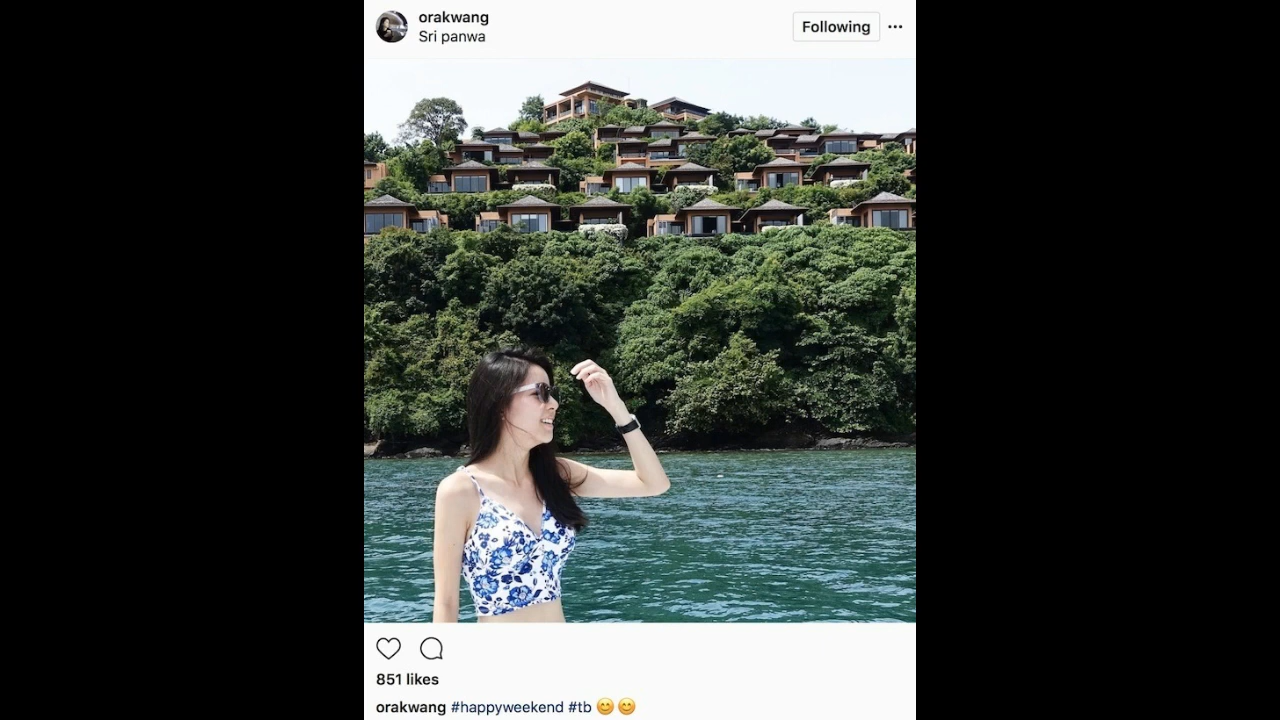 orakwang
Sri panwa
Following
851 likes
orakwang #happyweekend #tb 😊😊